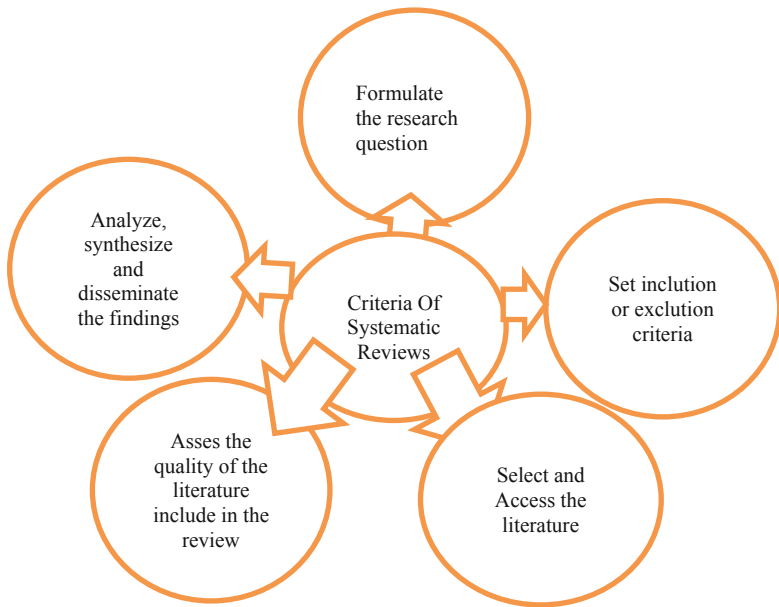 Formulate
the research
question
Analyze,
synthesize
and
disseminate
the findings
Criteria Of
Systematic
Reviews
Set inclution
or exclution
criteria
Asses the
quality of the
literature
include in the
review
Select and
Access the
literature